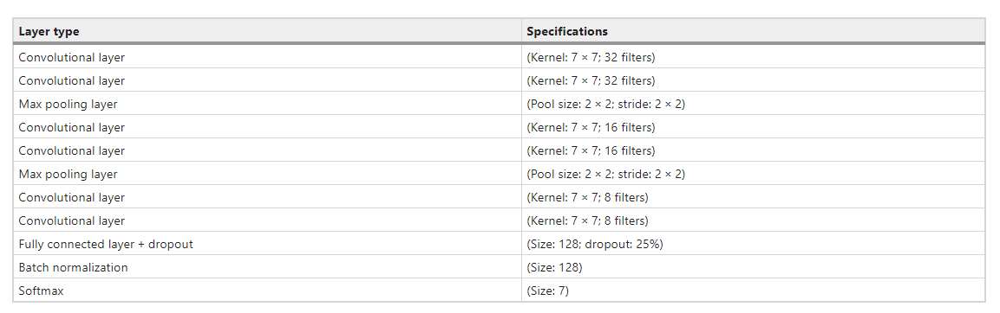 Layer type Specifications
Convolutional layer (Kernel: 7 × 7; 32 filters)
Convolutional layer (Kernel: 7 × 7; 32 filters)
Max pooling layer (Pool size: 2 × 2; stride: 2 × 2)
Convolutional layer (Kernel: 7 × 7; 16 filters)
Convolutional layer (Kernel: 7 × 7; 16 filters)
Max pooling layer (Pool size: 2 × 2; stride: 2 × 2)
Convolutional layer (Kernel: 7 × 7; 8 filters)
Convolutional layer (Kernel: 7 × 7; 8 filters)
Fully connected layer + dropout (Size: 128; dropout: 25%)
Batch normalization (Size: 128)
Softmax (Size: 7)